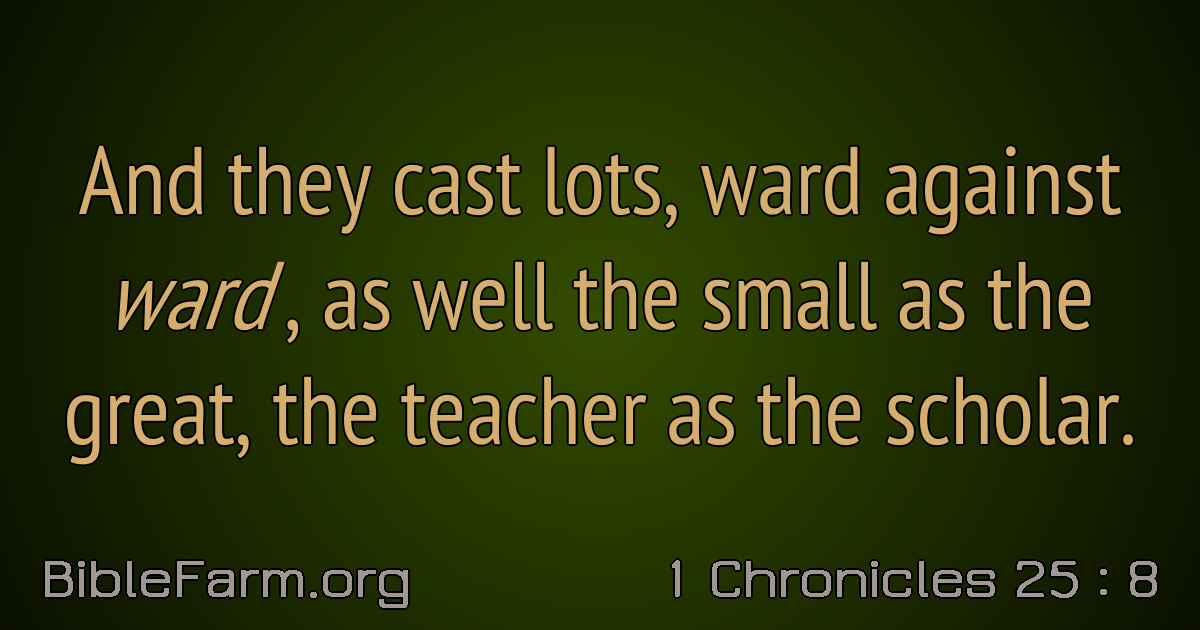 And they cast lots, ward against
ward , as well the small as the
great, the teacher as the scholar.
BibleFarm.org
1 Chronicles 25 : 8